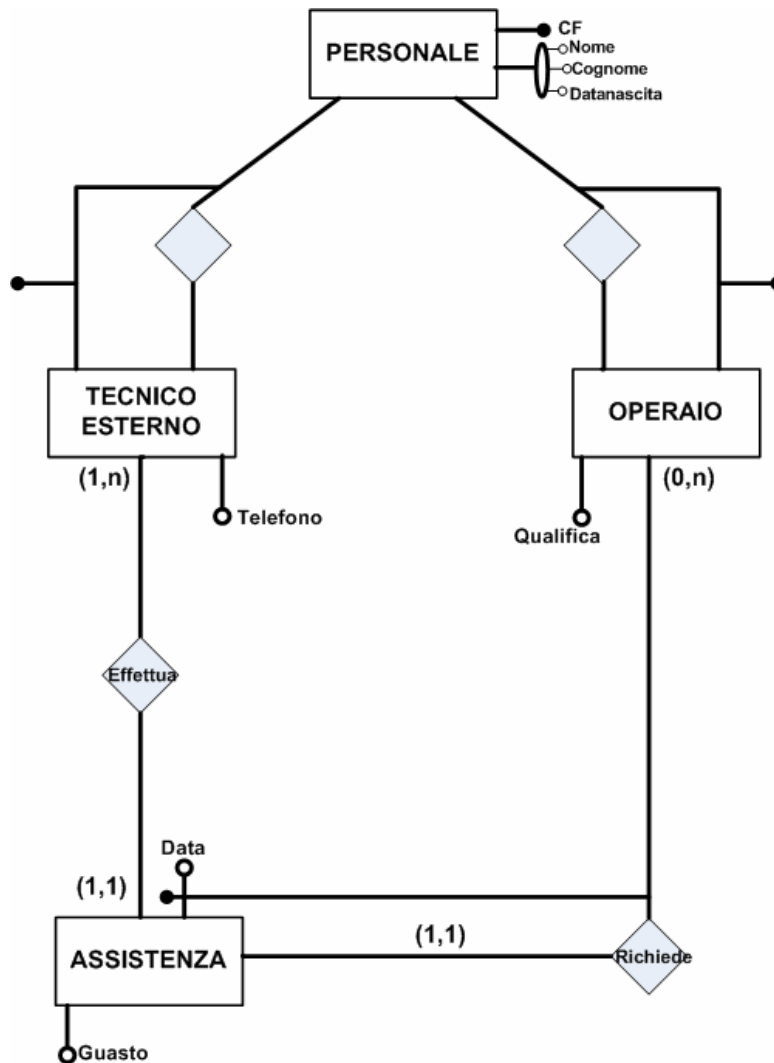 PERSONALE
CF
Nome
Cognome
Datanascita
TECNICO
ESTERNO
OPERAIO
(1,n)
(0,n)
Telefono
Qualifica
Effettua
Data
(1,1)
(1,1)
ASSISTENZA
Richiede
Guasto